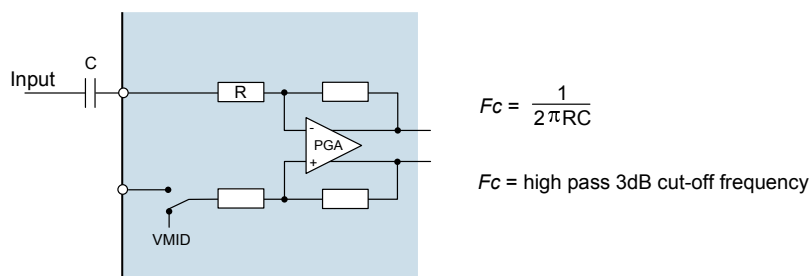 C
Input
R
-
PGA
+
VMID
Fc = 1 / 2πRC
Fc = high pass 3dB cut-off frequency